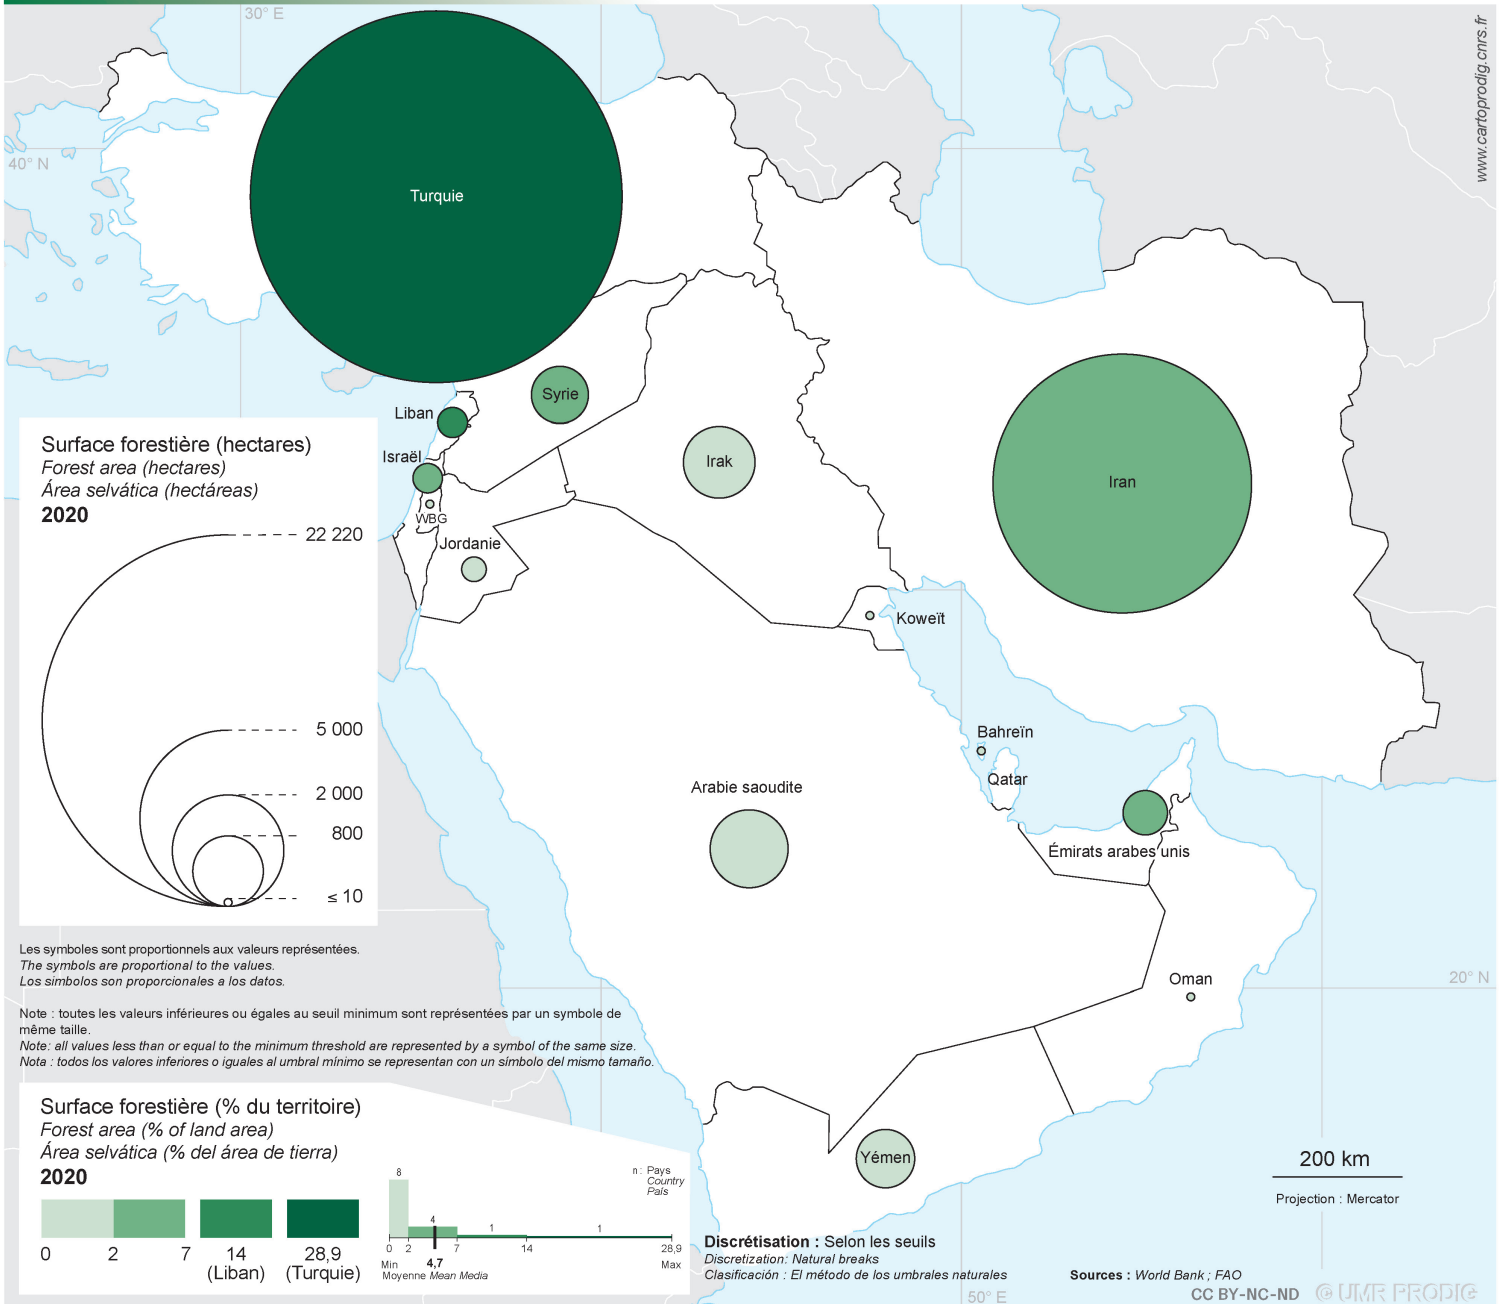 30° E
www.cartoprodig.cnrs.fr
40° N
Turquie
Syrie
Liban
Israël
Irak
Iran
WBG
Jordanie
Koweït
Bahreïn
Qatar
Arabie saoudite
Émirats arabes unis
Oman
20° N
Yémen
Surface forestière (hectares)
Forest area (hectares)
Área selvática (hectáreas)
2020
22 220
5 000
2 000
800
≤ 10
Les symboles sont proportionnels aux valeurs représentées.
The symbols are proportional to the values.
Los simbolos son proporcionales a los datos.
Note : toutes les valeurs inférieures ou égales au seuil minimum sont représentées par un symbole de
même taille.
Note: all values less than or equal to the minimum threshold are represented by a symbol of the same size.
Nota : todos los valores inferiores o iguales al umbral mínimo se representan con un símbolo del mismo tamaño.
Surface forestière (% du territoire)
Forest area (% of land area)
Área selvática (% del área de tierra)
2020
0 2 7 14 28,9
(Liban) (Turquie)
n : Pays
Country
País
8
4
1
1
0 2 7 14 28,9
Min 4,7 Max
Moyenne Mean Media
200 km
Projection : Mercator
Discrétisation : Selon les seuils
Discretization: Natural breaks
Clasificación : El método de los umbrales naturales
Sources : World Bank ; FAO
50° E
CC BY-NC-ND © UMR PRODIG